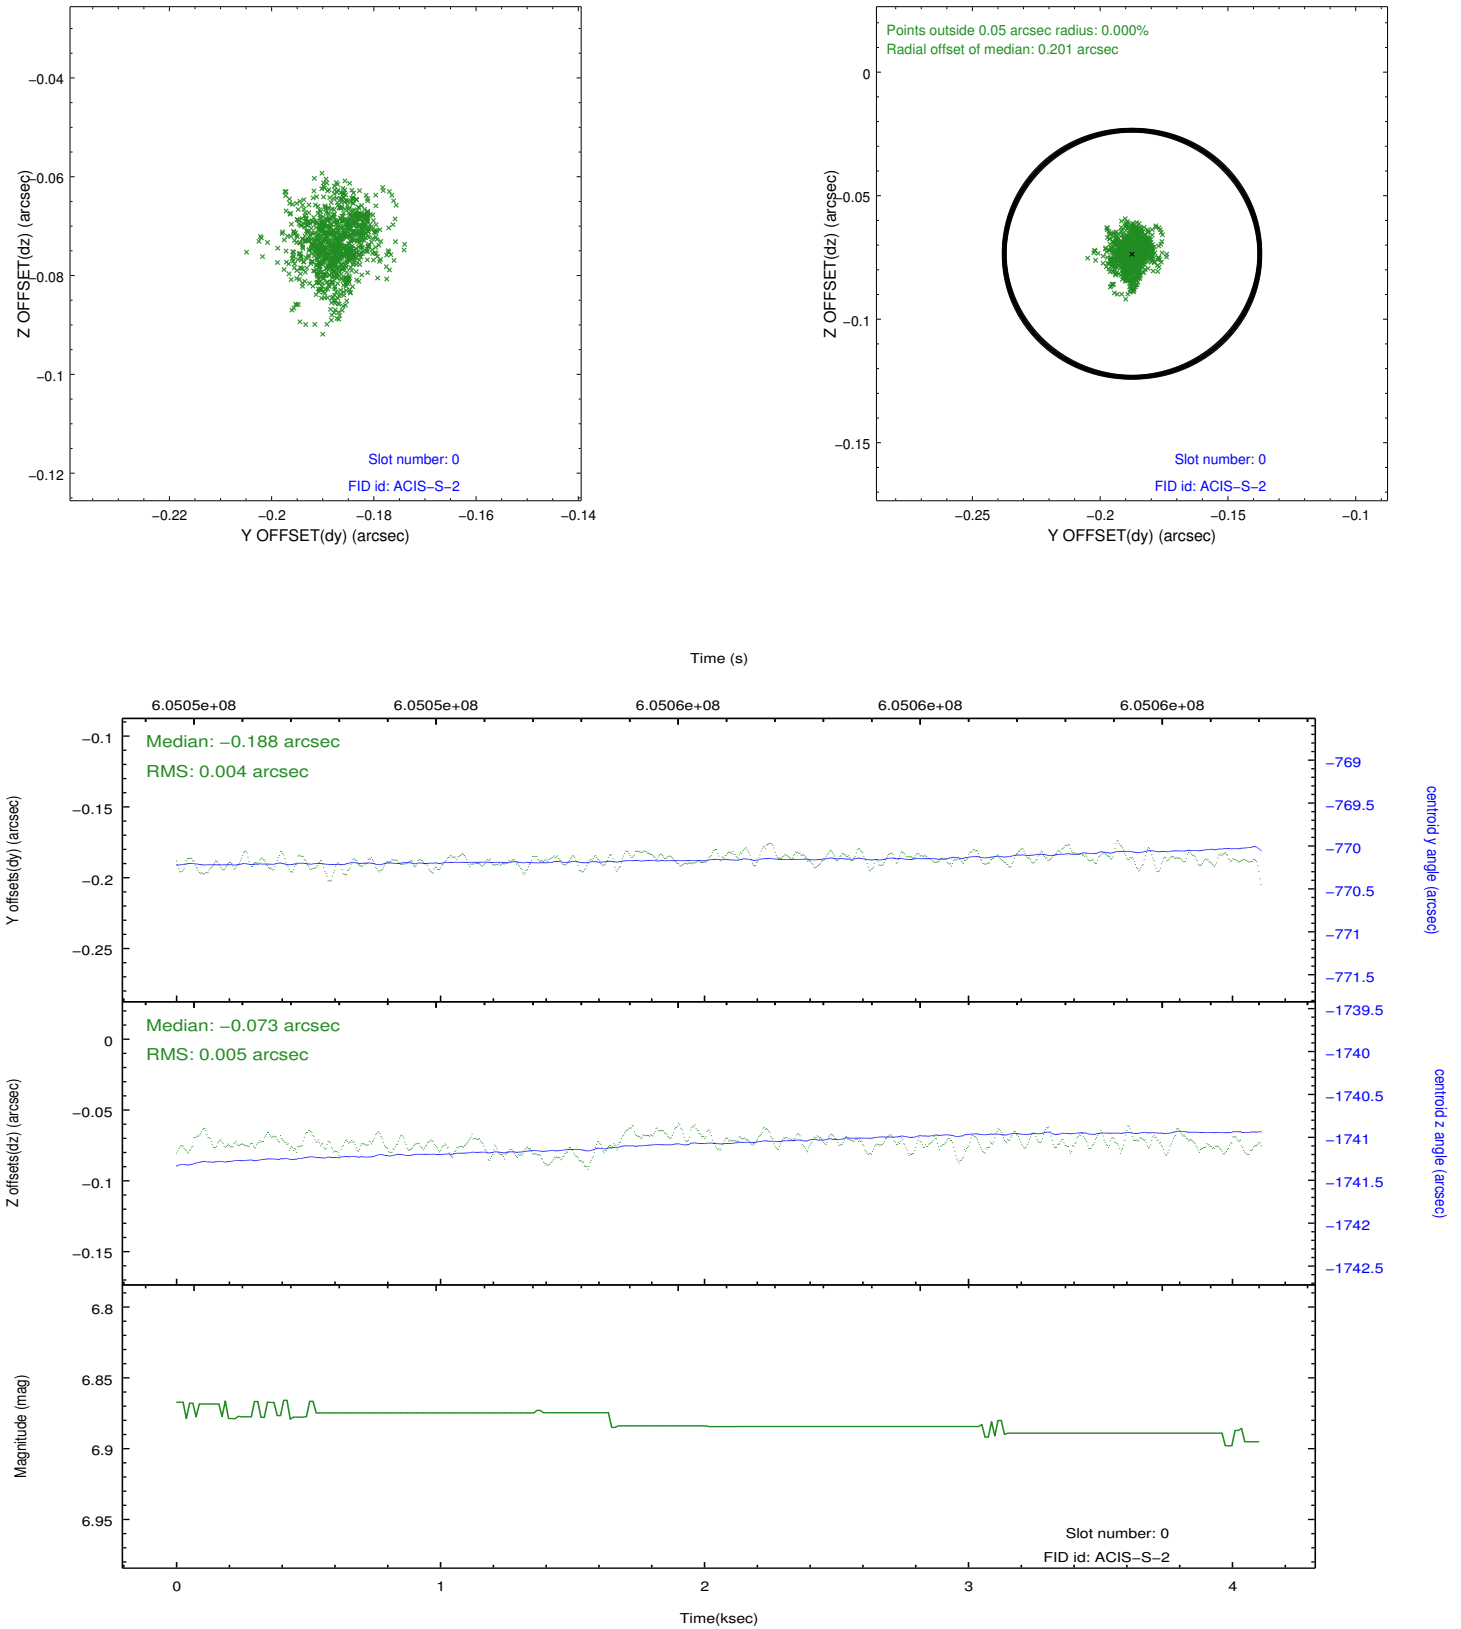 −0.04
−0.06
−0.08
−0.1
−0.12
Z OFFSET(dz) (arcsec)
Slot number: 0
FID id: ACIS−S−2
−0.22
−0.2
−0.18
−0.16
−0.14
Y OFFSET(dy) (arcsec)
Points outside 0.05 arcsec radius: 0.000%
Radial offset of median: 0.201 arcsec
0
−0.05
−0.1
−0.15
Z OFFSET(dz) (arcsec)
Slot number: 0
FID id: ACIS−S−2
−0.25
−0.2
−0.15
−0.1
Y OFFSET(dy) (arcsec)
Time (s)
6.0505e+08
6.0505e+08
6.0506e+08
6.0506e+08
6.0506e+08
Median: −0.188 arcsec
RMS: 0.004 arcsec
−0.1
−0.15
−0.2
−0.25
Y offsets(dy) (arcsec)
−769
−769.5
−770
−770.5
−771
−771.5
centroid y angle (arcsec)
Median: −0.073 arcsec
RMS: 0.005 arcsec
0
−0.05
−0.1
−0.15
Z offsets(dz) (arcsec)
−1739.5
−1740
−1740.5
−1741
−1741.5
−1742
−1742.5
centroid z angle (arcsec)
6.8
6.85
6.9
6.95
Magnitude (mag)
Slot number: 0
FID id: ACIS−S−2
0
1
2
3
4
Time(ksec)